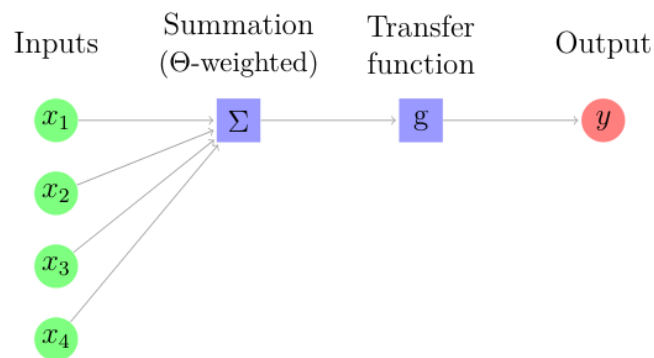 Inputs
Summation
(Θ-weighted)
Transfer
function
Output
x₁
Σ
g
y
x₂
x₃
x₄